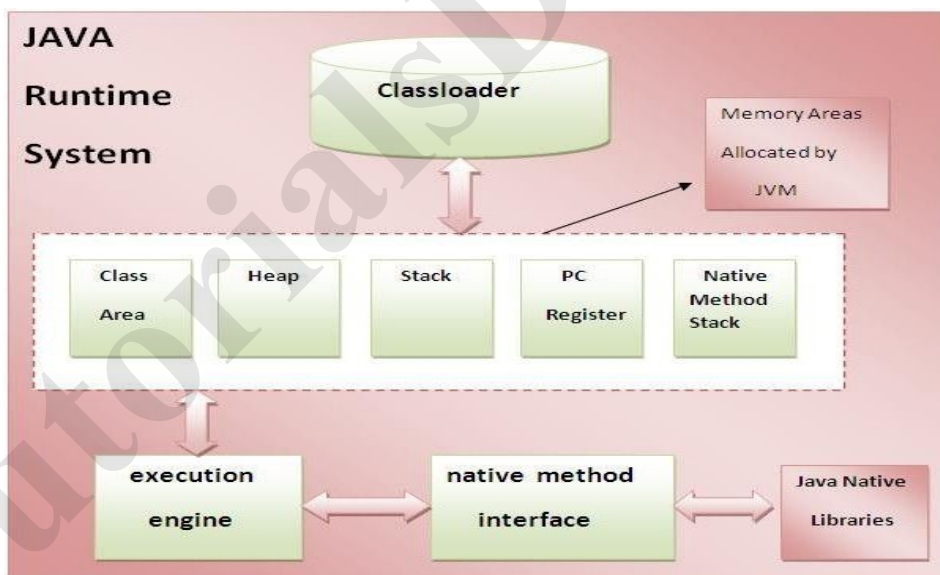 JAVA
Runtime
System
Classloader
Memory Areas
Allocated by
JVM
Class
Area
Heap
Stack
PC
Register
Native
Method
Stack
execution
engine
native method
interface
Java Native
Libraries
utorials